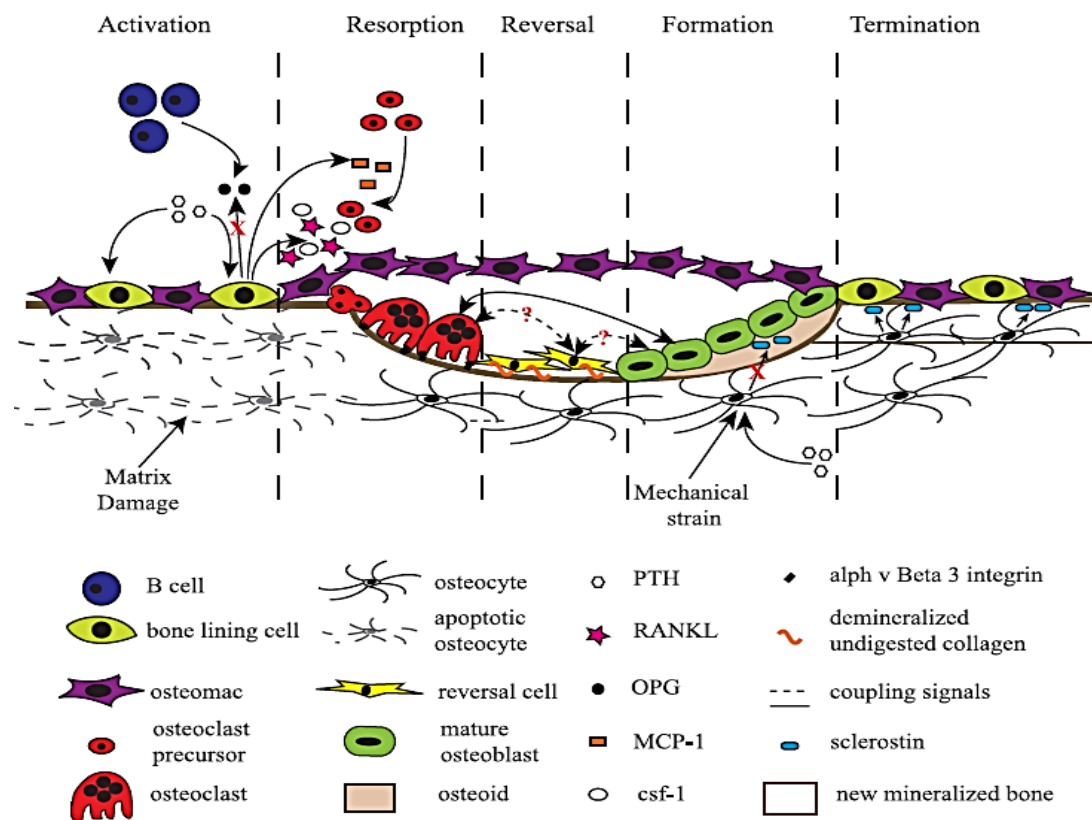 Activation Resorption Reversal Formation Termination
X
? ?
X
Matrix
Damage
Mechanical
strain
B cell
bone lining cell
osteomac
osteoclast
precursor
osteoclast
osteocyte
apoptotic
osteocyte
reversal cell
mature
osteoblast
osteoid
PTH
RANKL
OPG
MCP-1
csf-1
alph v Beta 3 integrin
demineralized
undigested collagen
coupling signals
sclerostin
new mineralized bone